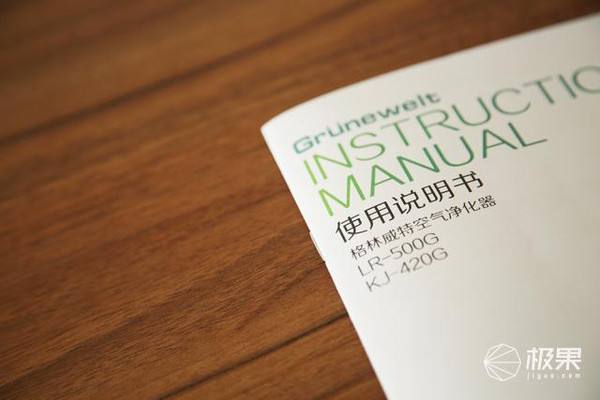 Grünewelt
INSTRUCTIO
MANUAL
使用说明书
格林威特空气净化器
LR-500G
KJ-420G
极果
jiguo.com